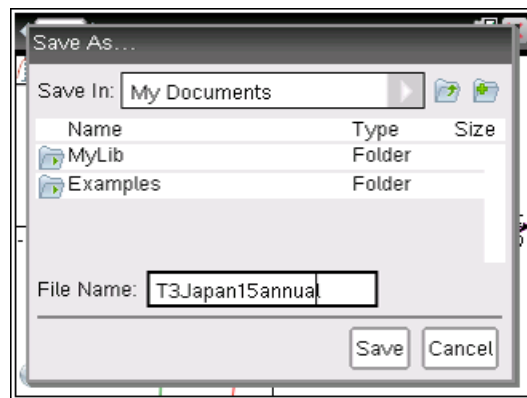 Save As...
Save In: My Documents
Name Type Size
MyLib Folder
Examples Folder
File Name: T3Japan15annual
Save Cancel